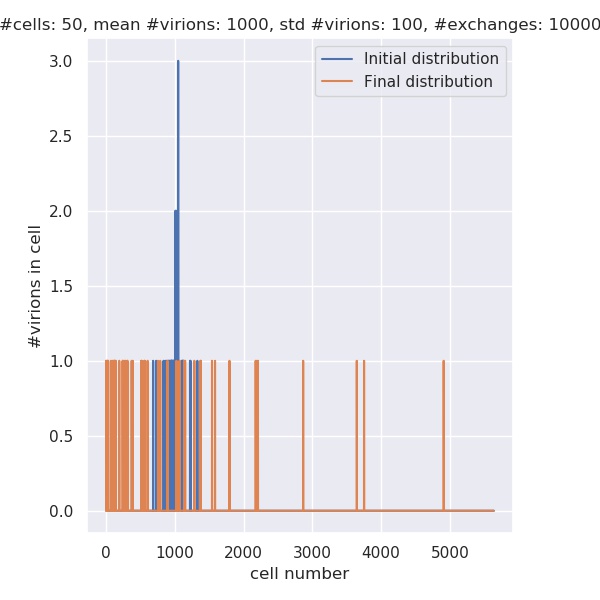 #cells: 50, mean #virions: 1000, std #virions: 100, #exchanges: 10000
Initial distribution
Final distribution
3.0
2.5
2.0
1.5
1.0
0.5
0.0
#virions in cell
0 1000 2000 3000 4000 5000
cell number